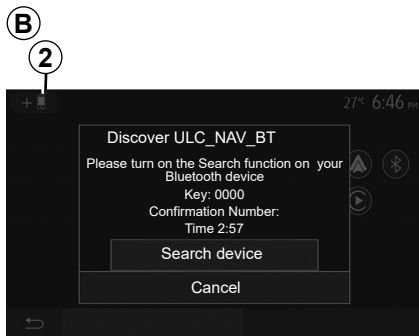 B
2
+
27°C 6:46 PM
Discover ULC_NAV_BT
Please turn on the Search function on your
Bluetooth device
Key: 0000
Confirmation Number:
Time 2:57
Search device
Cancel